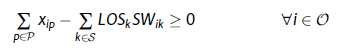 ∑_{p∈𝒫} x_{ip} − ∑_{k∈𝒮} LOS_k SW_{ik} ≥ 0 ∀i ∈ 𝒪